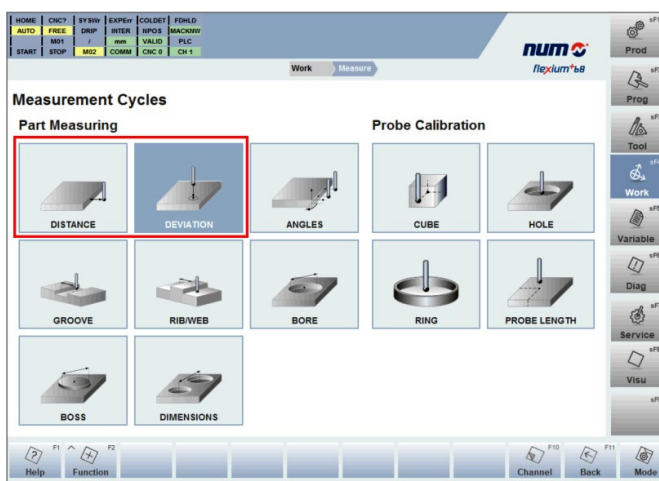 HOME CNC? SYSWr EXPErr COLDET FDHLD
AUTO FREE DRIP INTER NPOS MACKNW
M01 / mm VALID PLC
START STOP M02 COMM CNC 0 CH 1
num
flexium+68
Work Measure
Measurement Cycles
Part Measuring
Probe Calibration
DISTANCE
DEVIATION
ANGLES
CUBE
HOLE
GROOVE
RIB/WEB
BORE
RING
PROBE LENGTH
BOSS
DIMENSIONS
Prod
Prog
Tool
Work
Variable
Diag
Service
Visu
F1
F2
F10
F11
Help
Function
Channel
Back
Mode